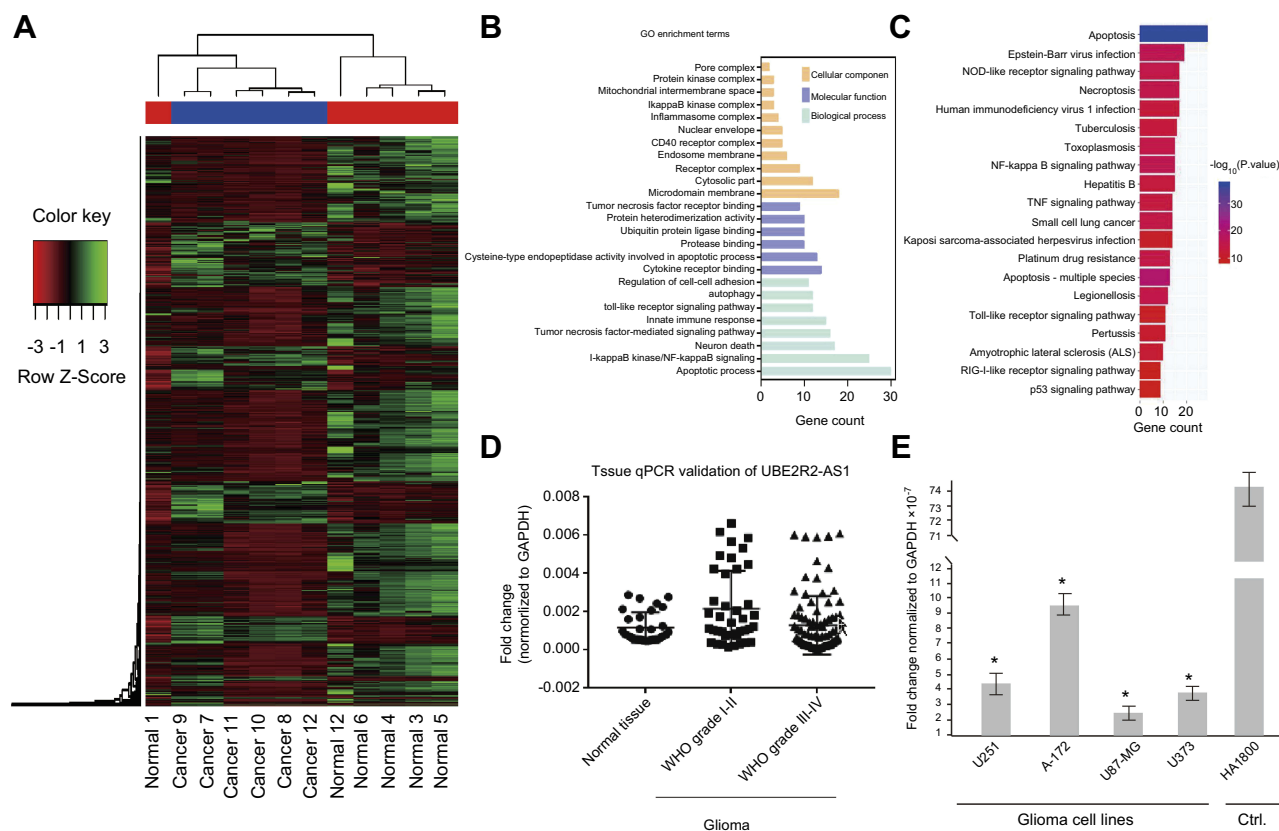 A
Color key
-3 -1 1 3
Row Z-Score
Normal 1
Cancer 9
Cancer 7
Cancer 11
Cancer 10
Cancer 8
Cancer 12
Normal 12
Normal 6
Normal 4
Normal 3
Normal 5
B
GO enrichment terms
Pore complex
Protein kinase complex
Mitochondrial intermembrane space
IkappaB kinase complex
Inflammasome complex
Nuclear envelope
CD40 receptor complex
Endosome membrane
Receptor complex
Cytosolic part
Microdomain membrane
Tumor necrosis factor receptor binding
Protein heterodimerization activity
Ubiquitin protein ligase binding
Protease binding
Cysteine-type endopeptidase activity involved in apoptotic process
Cytokine receptor binding
Regulation of cell-cell adhesion
autophagy
toll-like receptor signaling pathway
Innate immune response
Tumor necrosis factor-mediated signaling pathway
Neuron death
I-kappaB kinase/NF-kappaB signaling
Apoptotic process
Cellular componen
Molecular function
Biological process
0 10 20 30
Gene count
C
Apoptosis
Epstein-Barr virus infection
NOD-like receptor signaling pathway
Necroptosis
Human immunodeficiency virus 1 infection
Tuberculosis
Toxoplasmosis
NF-kappa B signaling pathway
Hepatitis B
TNF signaling pathway
Small cell lung cancer
Kaposi sarcoma-associated herpesvirus infection
Platinum drug resistance
Apoptosis - multiple species
Legionellosis
Toll-like receptor signaling pathway
Pertussis
Amyotrophic lateral sclerosis (ALS)
RIG-I-like receptor signaling pathway
p53 signaling pathway
0 10 20
Gene count
-log10(P.value)
30
20
10
D
Tssue qPCR validation of UBE2R2-AS1
Fold change
(normorlized to GAPDH)
0.008
0.006
0.004
0.002
0.000
-0.002
Normal tissue
WHO grade I-II
WHO grade III-IV
Glioma
E
Fold change normalized to GAPDH ×10-7
74
73
72
71
12
11
10
9
8
7
6
5
4
3
2
1
*
*
*
*
U251
A-172
U87-MG
U373
HA1800
Glioma cell lines
Ctrl.